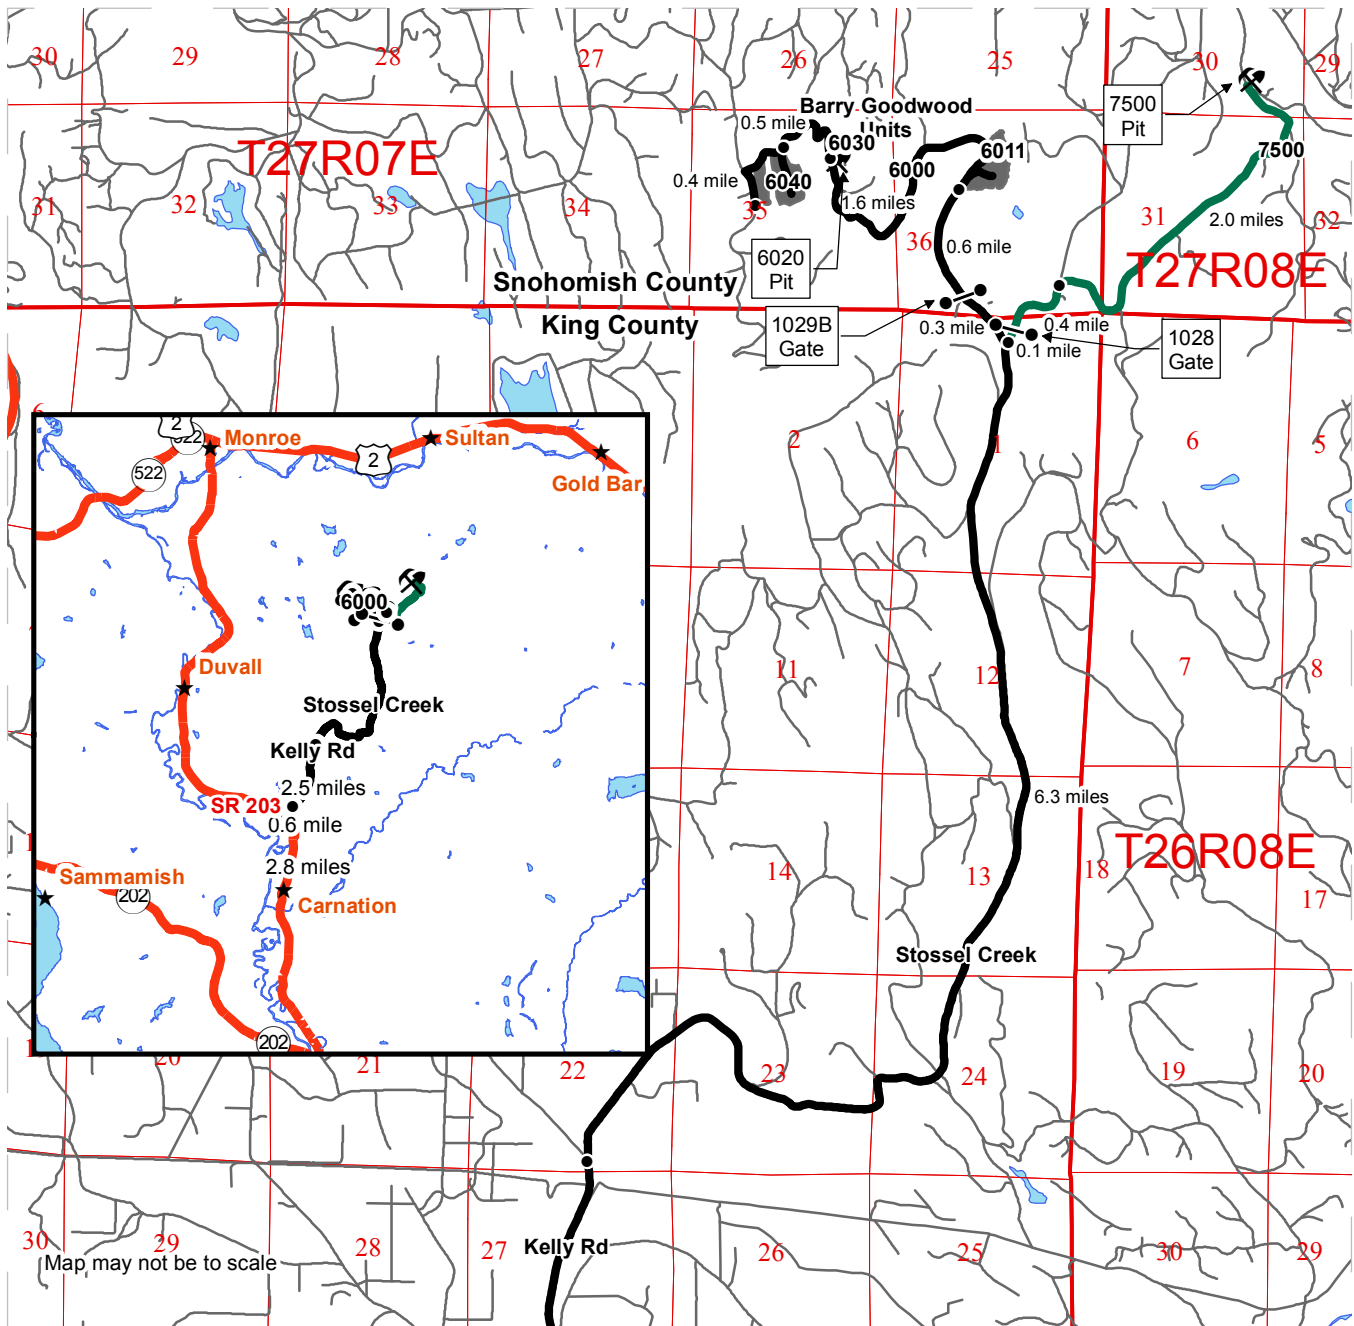 30
29
28
27
26
25
30
29
Barry Goodwood
Units
7500
Pit
0.5 mile
6030
6011
7500
T27R07E
6000
0.4 mile
6040
1.6 miles
31
32
33
34
35
36
31
32
2.0 miles
0.6 mile
6020
Pit
T27R08E
Snohomish County
King County
1029B
Gate
0.3 mile
0.4 mile
0.1 mile
1028
Gate
2
1
6
5
2
522
Monroe
Sultan
2
522
Gold Bar
6000
Duvall
Stossel Creek
Kelly Rd
2.5 miles
SR 203
0.6 mile
2.8 miles
Sammamish
202
Carnation
202
11
12
7
8
6.3 miles
T26R08E
14
13
18
17
Stossel Creek
20
21
22
23
24
19
20
30
29
28
27
Kelly Rd
26
25
30
29
Map may not be to scale